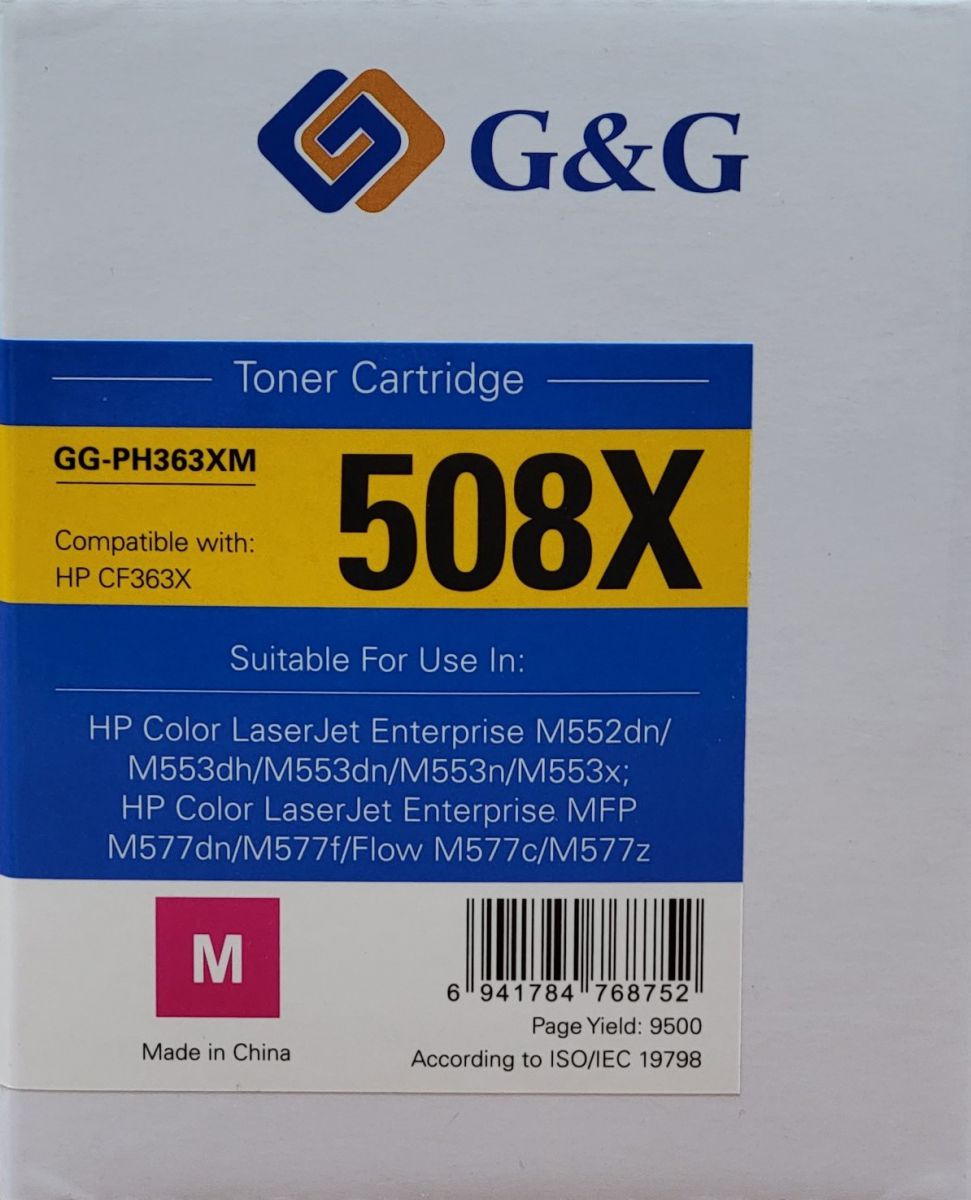 G&G
Toner Cartridge
GG-PH363XM
508X
Compatible with:
HP CF363X
Suitable For Use In:
HP Color LaserJet Enterprise M552dn/
M553dh/M553dn/M553n/M553x;
HP Color LaserJet Enterprise MFP
M577dn/M577f/Flow M577c/M577z
M
Made in China
6 941784 768752
Page Yield: 9500
According to ISO/IEC 19798